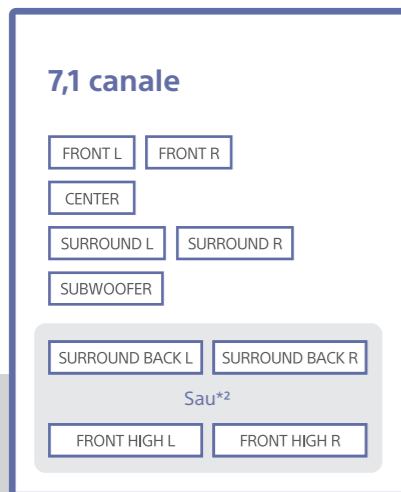 7,1 canale
FRONT L FRONT R
CENTER
SURROUND L SURROUND R
SUBWOOFER
SURROUND BACK L SURROUND BACK R
Sau*²
FRONT HIGH L FRONT HIGH R